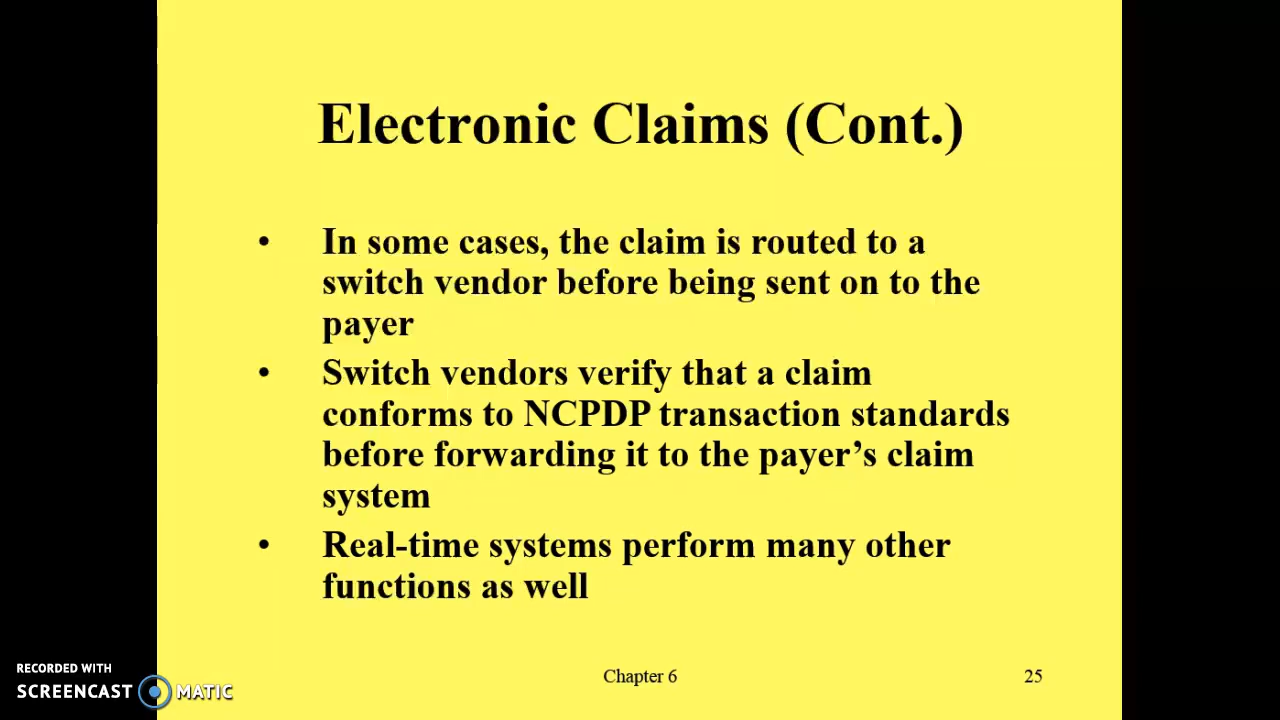 Electronic Claims (Cont.)
• In some cases, the claim is routed to a
switch vendor before being sent on to the
payer
• Switch vendors verify that a claim
conforms to NCPDP transaction standards
before forwarding it to the payer’s claim
system
• Real-time systems perform many other
functions as well
Chapter 6
25
RECORDED WITH
SCREENCAST MATIC